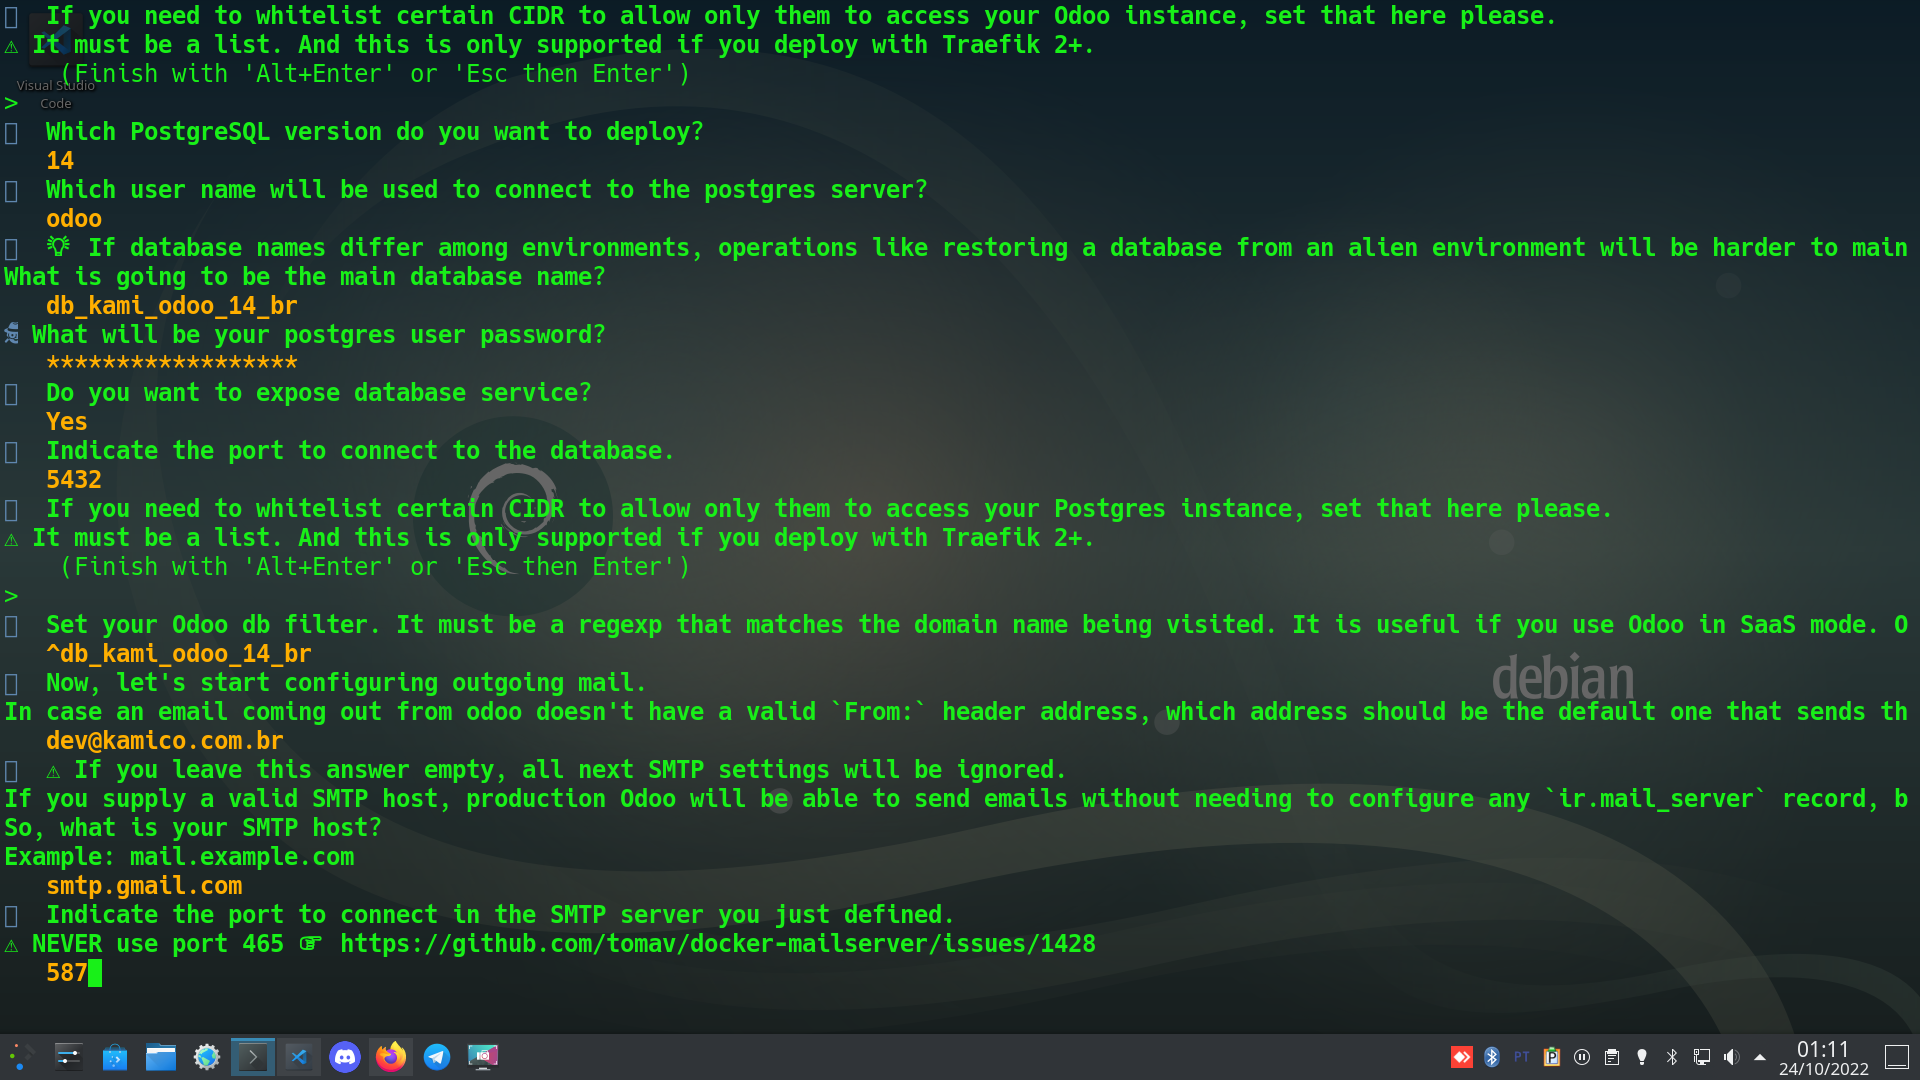 If you need to whitelist certain CIDR to allow only them to access your Odoo instance, set that here please.
⚠ It must be a list. And this is only supported if you deploy with Traefik 2+.
(Finish with 'Alt+Enter' or 'Esc then Enter')
Visual Studio
Code
>
Which PostgreSQL version do you want to deploy?
14
Which user name will be used to connect to the postgres server?
odoo
💡 If database names differ among environments, operations like restoring a database from an alien environment will be harder to main
What is going to be the main database name?
db_kami_odoo_14_br
What will be your postgres user password?
******************
Do you want to expose database service?
Yes
Indicate the port to connect to the database.
5432
If you need to whitelist certain CIDR to allow only them to access your Postgres instance, set that here please.
⚠ It must be a list. And this is only supported if you deploy with Traefik 2+.
(Finish with 'Alt+Enter' or 'Esc then Enter')
>
Set your Odoo db filter. It must be a regexp that matches the domain name being visited. It is useful if you use Odoo in SaaS mode. O
^db_kami_odoo_14_br
debian
Now, let's start configuring outgoing mail.
In case an email coming out from odoo doesn't have a valid `From:` header address, which address should be the default one that sends th
dev@kamico.com.br
⚠ If you leave this answer empty, all next SMTP settings will be ignored.
If you supply a valid SMTP host, production Odoo will be able to send emails without needing to configure any `ir.mail_server` record, b
So, what is your SMTP host?
Example: mail.example.com
smtp.gmail.com
Indicate the port to connect in the SMTP server you just defined.
⚠ NEVER use port 465 ☞ https://github.com/tomav/docker-mailserver/issues/1428
587
PT
01:11
24/10/2022